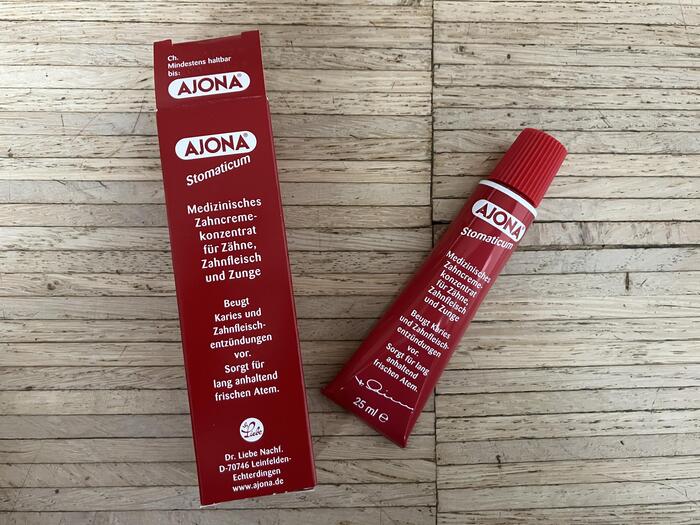 Ch.
Mindestens haltbar
bis:
AJONA®
AJONA®
Stomaticum
Medizinisches
Zahncreme-
konzentrat
für Zähne,
Zahnfleisch
und Zunge
Beugt
Karies und
Zahnfleisch-
entzündungen
vor.
Sorgt für
lang anhaltend
frischen Atem.
Liebe
Dr. Liebe Nachf.
D-70746 Leinfelden-
Echterdingen
www.ajona.de
AJONA®
Stomaticum
Medizinisches
Zahncreme-
konzentrat
für Zähne,
Zahnfleisch
und Zunge
Beugt Karies
und Zahnfleisch-
entzündungen
vor.
Sorgt für lang
anhaltend
frischen Atem.
25 ml e